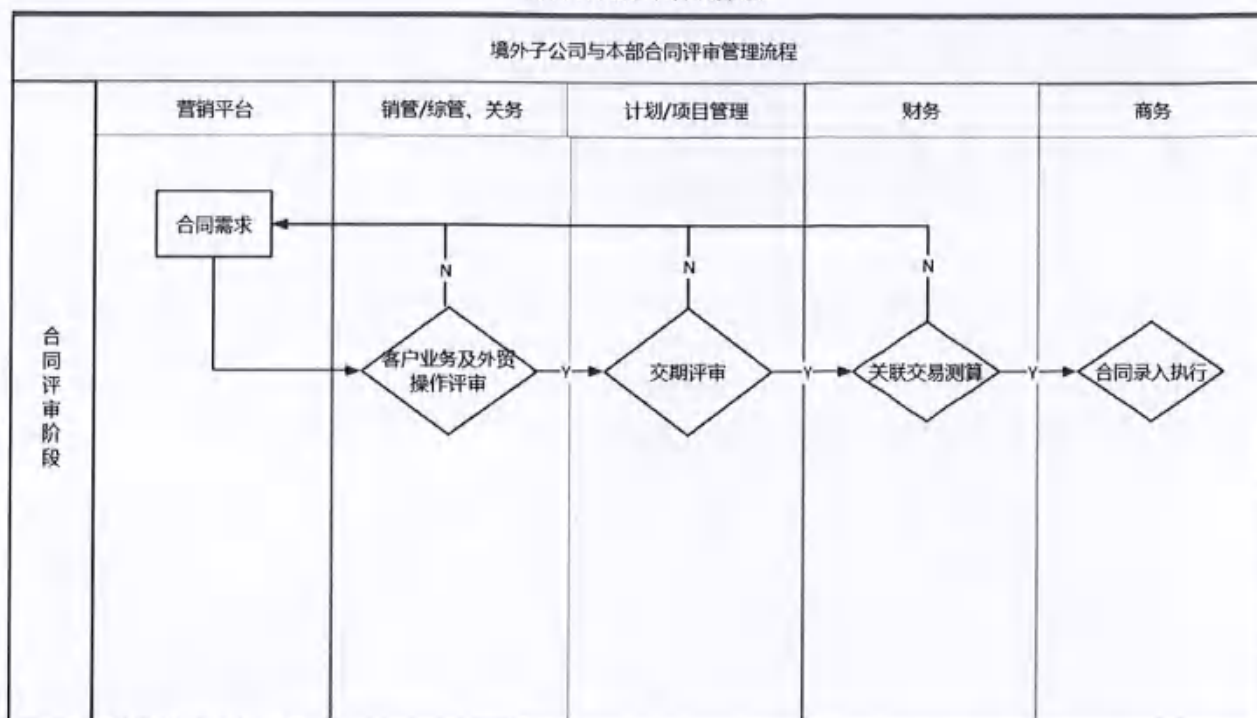 境外子公司与本部合同评审管理流程
营销平台
销管/综管、关务
计划/项目管理
财务
商务
合同评审阶段
合同需求
N
N
N
客户业务及外贸
操作评审
Y
交期评审
Y
关联交易测算
Y
合同录入执行